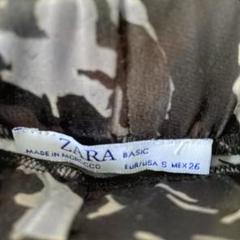 ZARA BASIC
MADE IN MOROCCO
EUR/USA S MEX 26